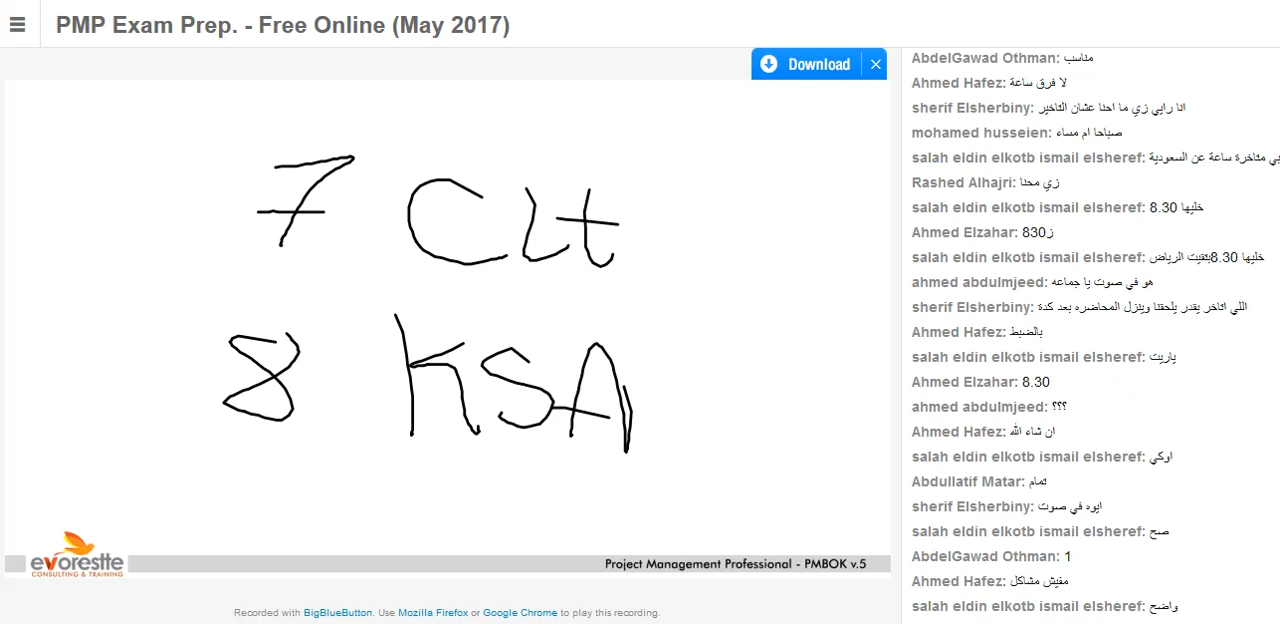 PMP Exam Prep. - Free Online (May 2017)
Download
7 Clt
8 KSA
evorestte
CONSULTING & TRAINING
Project Management Professional - PMBOK v.5
Recorded with BigBlueButton. Use Mozilla Firefox or Google Chrome to play this recording.
AbdelGawad Othman: مناسب
Ahmed Hafez: لا فرق ساعة
sherif Elsherbiny: انا رايي زي ما احنا عشان التاخير
mohamed husseien: صباحا ام مساء
salah eldin elkotb ismail elsheref: بي متاخرة ساعة عن السعودية
Rashed Alhajri: زي محنا
salah eldin elkotb ismail elsheref: خليها 8.30
Ahmed Elzahar: 830ز
salah eldin elkotb ismail elsheref: خليها 8.30بتقيت الرياض
ahmed abdulmjeed: هو في صوت يا جماعه
sherif Elsherbiny: اللي اتاخر يقدر يلحقنا وينزل المحاضره بعد كدة
Ahmed Hafez: بالضبط
salah eldin elkotb ismail elsheref: ياريت
Ahmed Elzahar: 8.30
ahmed abdulmjeed: ؟؟؟
Ahmed Hafez: ان شاء الله
salah eldin elkotb ismail elsheref: اوكي
Abdullatif Matar: تمام
sherif Elsherbiny: ايوه في صوت
salah eldin elkotb ismail elsheref: صح
AbdelGawad Othman: 1
Ahmed Hafez: مفيش مشاكل
salah eldin elkotb ismail elsheref: واضح